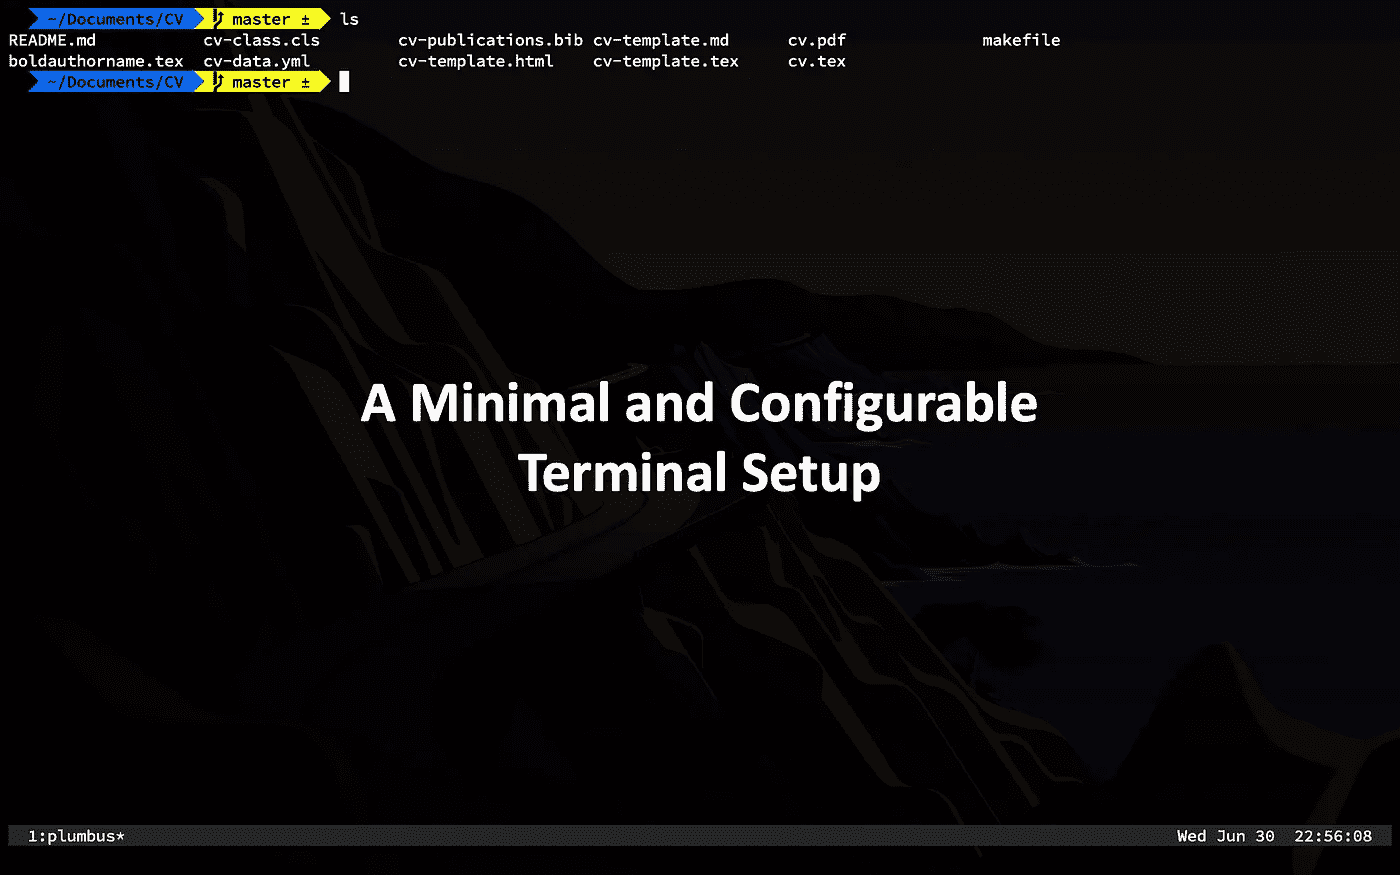 ~/Documents/CV master ± ls
README.md cv-class.cls cv-publications.bib cv-template.md cv.pdf makefile
boldauthorname.tex cv-data.yml cv-template.html cv-template.tex cv.tex
~/Documents/CV master ±
A Minimal and Configurable
Terminal Setup
1:plumbus* Wed Jun 30 22:56:08